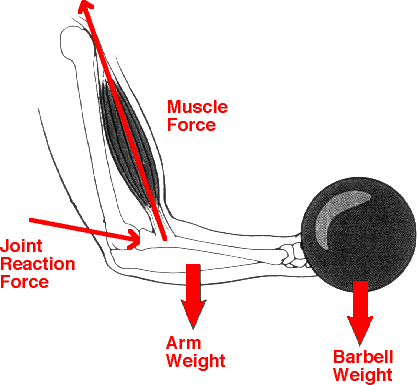 Muscle
Force
Joint
Reaction
Force
Arm
Weight
Barbell
Weight